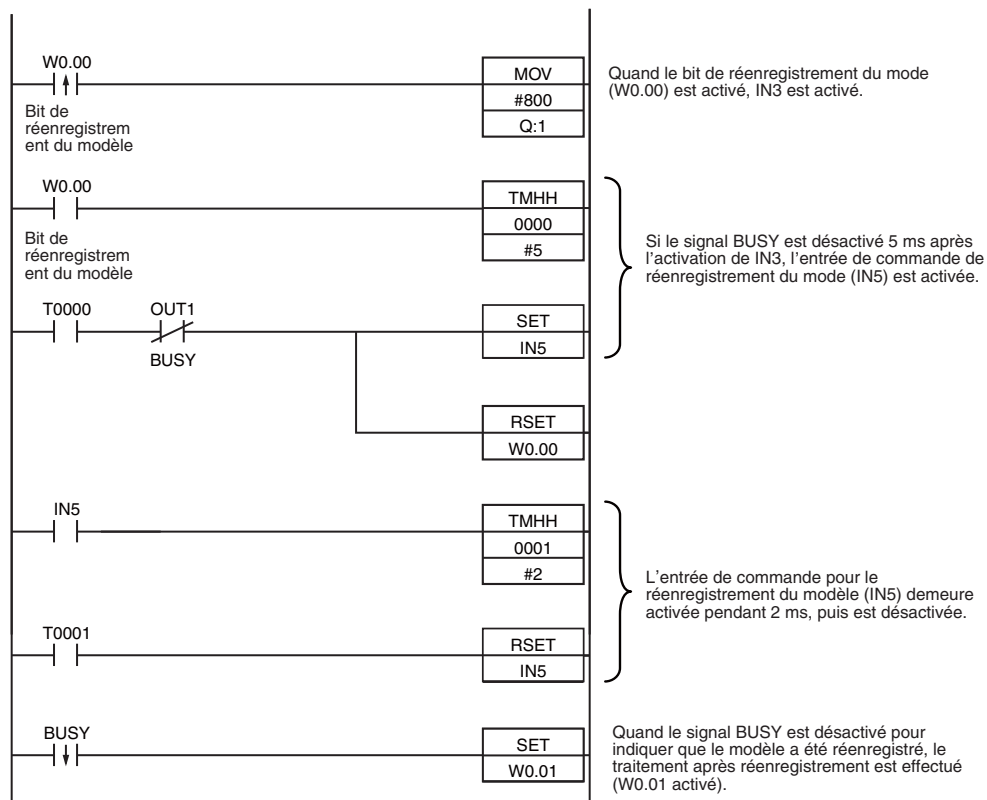 W0.00
MOV
#800
Q:1
Quand le bit de réenregistrement du mode
(W0.00) est activé, IN3 est activé.
Bit de
réenregistrem
ent du modèle
W0.00
TMHH
0000
#5
Bit de
réenregistrem
ent du modèle
Si le signal BUSY est désactivé 5 ms après
l'activation de IN3, l'entrée de commande de
réenregistrement du mode (IN5) est activée.
T0000
OUT1
BUSY
SET
IN5
RSET
W0.00
IN5
TMHH
0001
#2
L'entrée de commande pour le
réenregistrement du modèle (IN5) demeure
activée pendant 2 ms, puis est désactivée.
T0001
RSET
IN5
BUSY
SET
W0.01
Quand le signal BUSY est désactivé pour
indiquer que le modèle a été réenregistré, le
traitement après réenregistrement est effectué
(W0.01 activé).